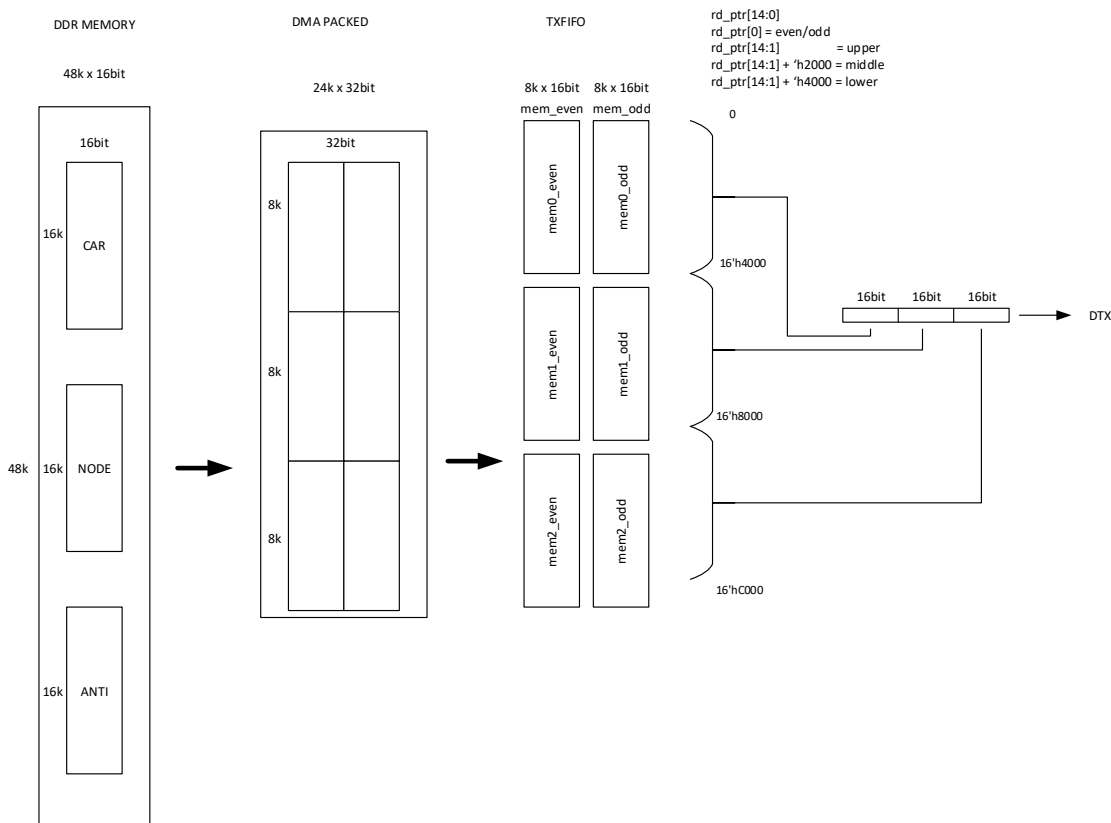 DDR MEMORY
48k x 16bit
16bit
16k
CAR
48k
16k
NODE
16k
ANTI
DMA PACKED
24k x 32bit
32bit
8k
8k
8k
TXFIFO
8k x 16bit 8k x 16bit
mem_even mem_odd
mem0_even
mem0_odd
mem1_even
mem1_odd
mem2_even
mem2_odd
rd_ptr[14:0]
rd_ptr[0] = even/odd
rd_ptr[14:1] = upper
rd_ptr[14:1] + ‘h2000 = middle
rd_ptr[14:1] + ‘h4000 = lower
0
16'h4000
16'h8000
16'hC000
16bit 16bit 16bit
DTX